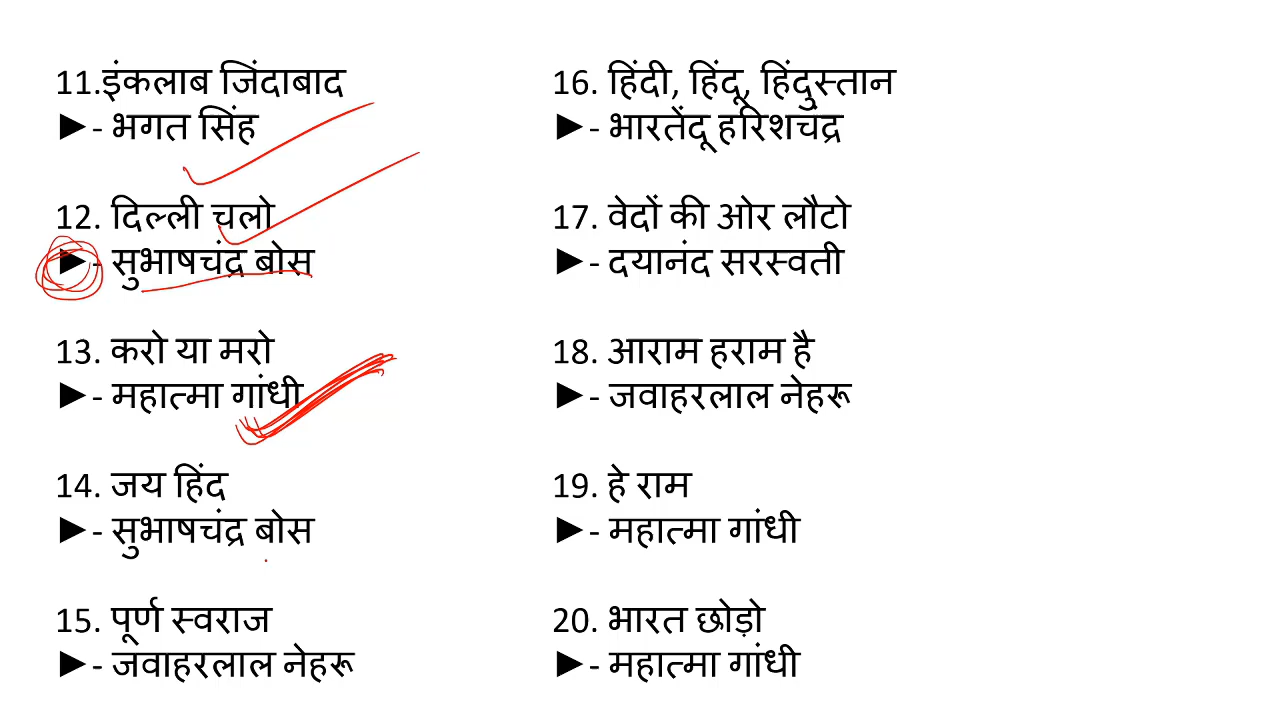 11.इंकलाब जिंदाबाद
►- भगत सिंह
12. दिल्ली चलो
►- सुभाषचंद्र बोस
13. करो या मरो
►- महात्मा गांधी
14. जय हिंद
►- सुभाषचंद्र बोस
15. पूर्ण स्वराज
►- जवाहरलाल नेहरू
16. हिंदी, हिंदू, हिंदुस्तान
►- भारतेंदू हरिशचंद्र
17. वेदों की ओर लौटो
►- दयानंद सरस्वती
18. आराम हराम है
►- जवाहरलाल नेहरू
19. हे राम
►- महात्मा गांधी
20. भारत छोड़ो
►- महात्मा गांधी